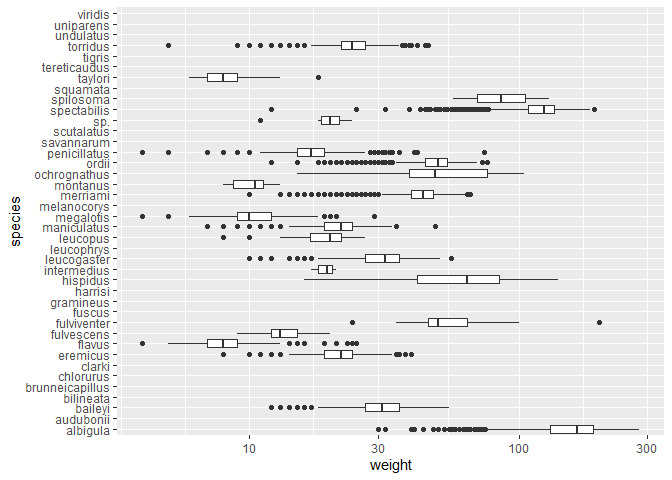 viridis
uniparens
undulatus
torridus
tigris
tereticaudus
taylori
squamata
spilosoma
spectabilis
sp.
scutalatus
savannarum
penicillatus
ordii
ochrognathus
montanus
merriami
melanocorys
megalotis
maniculatus
leucopus
leucophrys
leucogaster
intermedius
hispidus
harrisi
gramineus
fuscus
fulviventer
fulvescens
flavus
eremicus
clarki
chlorurus
brunneicapillus
bilineata
baileyi
audubonii
albigula
species
10 30 100 300
weight